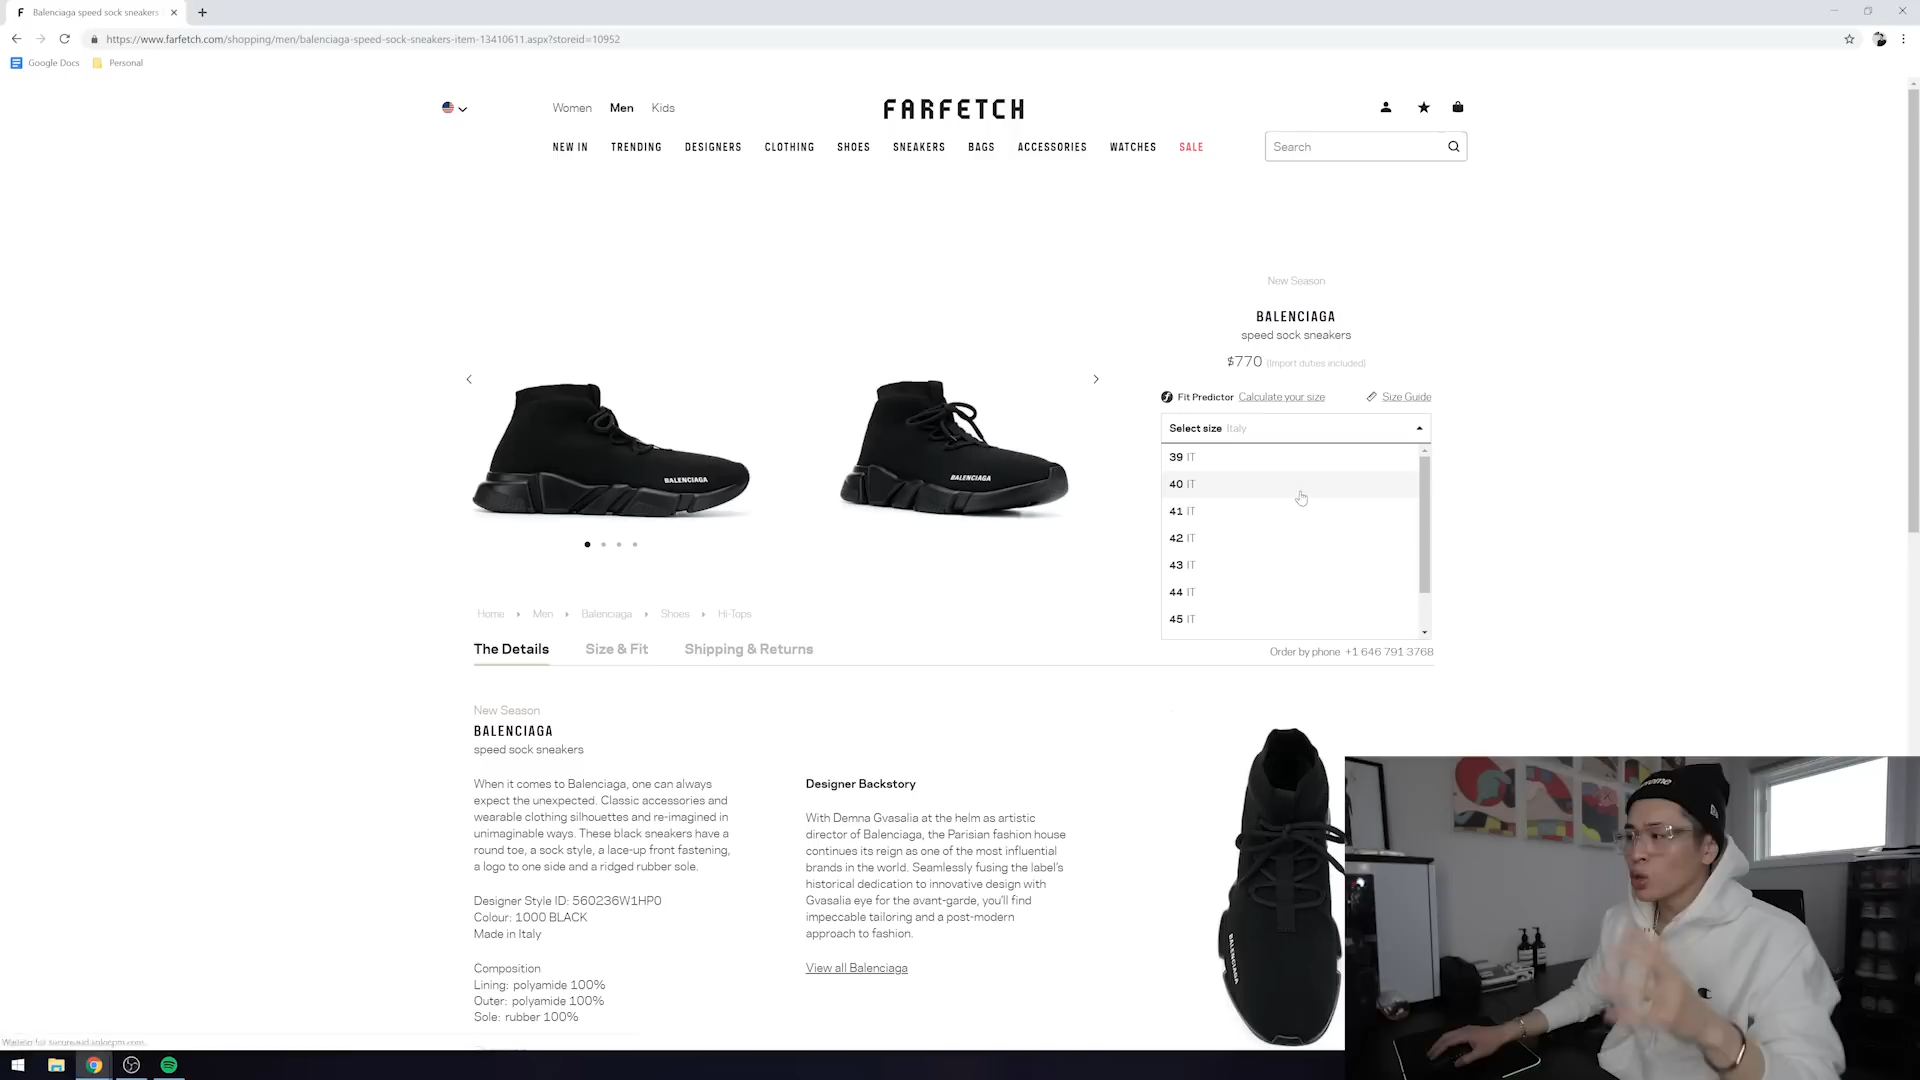 Balenciaga speed sock sneakers
https://www.farfetch.com/shopping/men/balenciaga-speed-sock-sneakers-item-13410611.aspx?storeid=10952
Google Docs
Personal
Women
Men
Kids
FARFETCH
NEW IN
TRENDING
DESIGNERS
CLOTHING
SHOES
SNEAKERS
BAGS
ACCESSORIES
WATCHES
SALE
Search
New Season
BALENCIAGA
speed sock sneakers
$770 (Import duties included)
Fit Predictor Calculate your size
Size Guide
Select size Italy
39 IT
40 IT
41 IT
42 IT
43 IT
44 IT
45 IT
BALENCIAGA
BALENCIAGA
Home
Men
Balenciaga
Shoes
Hi-Tops
The Details
Size & Fit
Shipping & Returns
Order by phone +1 646 791 3768
New Season
BALENCIAGA
speed sock sneakers
When it comes to Balenciaga, one can always
expect the unexpected. Classic accessories and
wearable clothing silhouettes and re-imagined in
unimaginable ways. These black sneakers have a
round toe, a sock style, a lace-up front fastening,
a logo to one side and a ridged rubber sole.
Designer Style ID: 560236W1HP0
Colour: 1000 BLACK
Made in Italy
Composition
Lining: polyamide 100%
Outer: polyamide 100%
Sole: rubber 100%
Designer Backstory
With Demna Gvasalia at the helm as artistic
director of Balenciaga, the Parisian fashion house
continues its reign as one of the most influential
brands in the world. Seamlessly fusing the label's
historical dedication to innovative design with
Gvasalia eye for the avant-garde, you'll find
impeccable tailoring and a post-modern
approach to fashion.
View all Balenciaga
BALENCIAGA